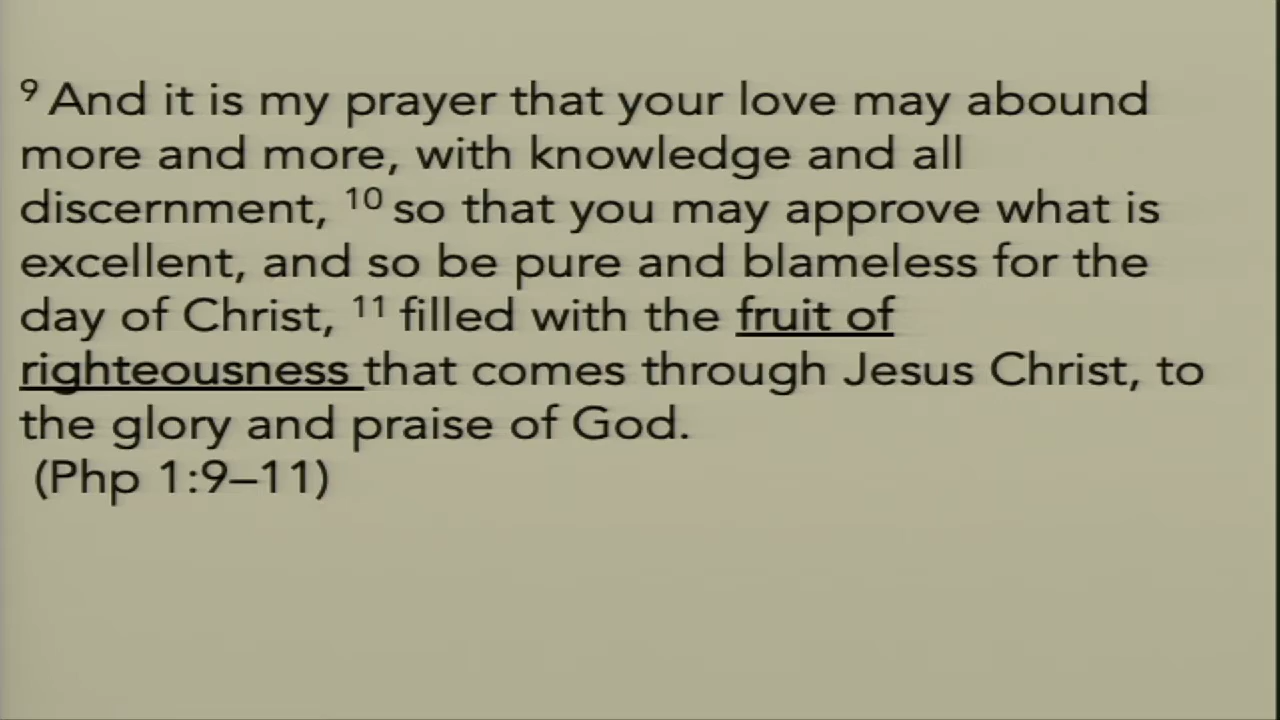 ⁹ And it is my prayer that your love may abound
more and more, with knowledge and all
discernment, ¹⁰ so that you may approve what is
excellent, and so be pure and blameless for the
day of Christ, ¹¹ filled with the fruit of
righteousness that comes through Jesus Christ, to
the glory and praise of God.
(Php 1:9–11)